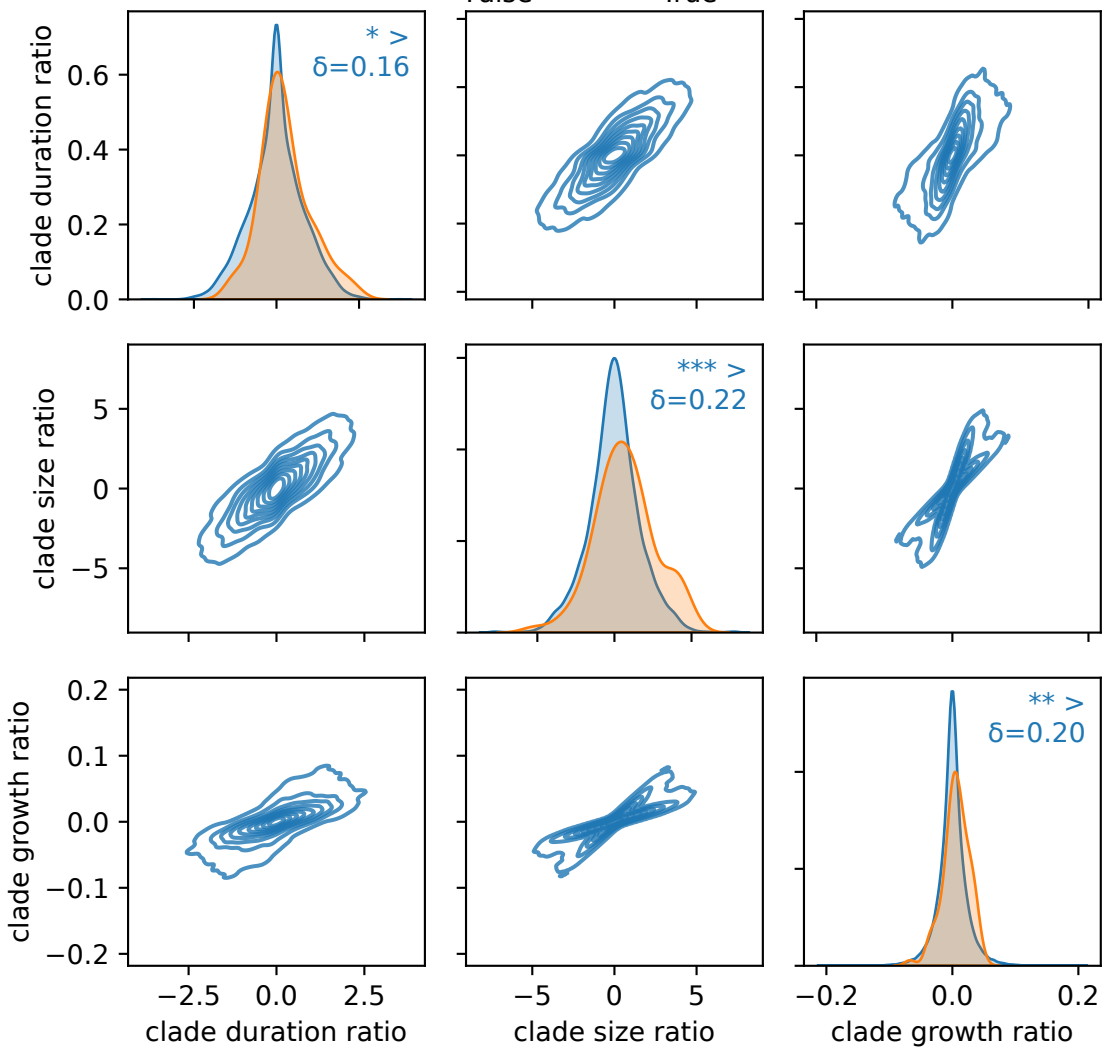 False True
clade duration ratio
0.6
0.4
0.2
0.0
* >
δ=0.16
clade size ratio
5
0
−5
*** >
δ=0.22
clade growth ratio
0.2
0.1
0.0
−0.1
−0.2
** >
δ=0.20
−2.5 0.0 2.5
−5 0 5
−0.2 0.0 0.2
clade duration ratio clade size ratio clade growth ratio